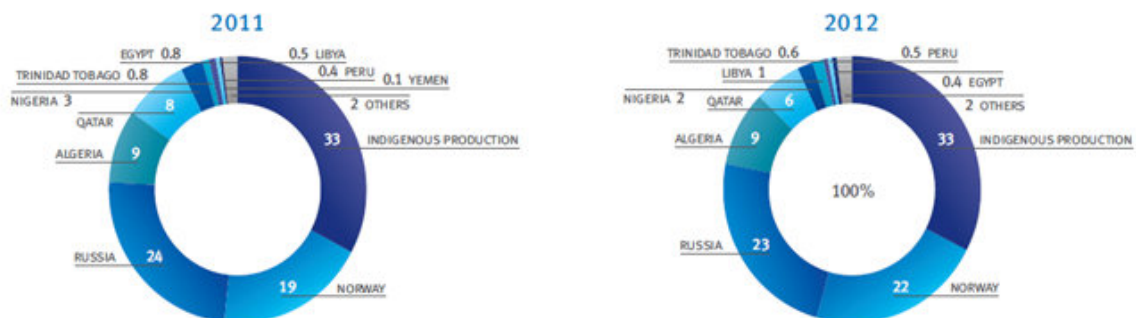 2011
EGYPT 0.8
0.5 LIBYA
TRINIDAD TOBAGO 0.8
0.4 PERU
0.1 YEMEN
NIGERIA 3
8
2 OTHERS
QATAR
33
INDIGENOUS PRODUCTION
ALGERIA
9
RUSSIA
24
19
NORWAY
2012
TRINIDAD TOBAGO 0.6
0.5 PERU
LIBYA 1
0.4 EGYPT
NIGERIA 2
QATAR
6
2 OTHERS
ALGERIA
9
33
INDIGENOUS PRODUCTION
100%
RUSSIA
23
22
NORWAY